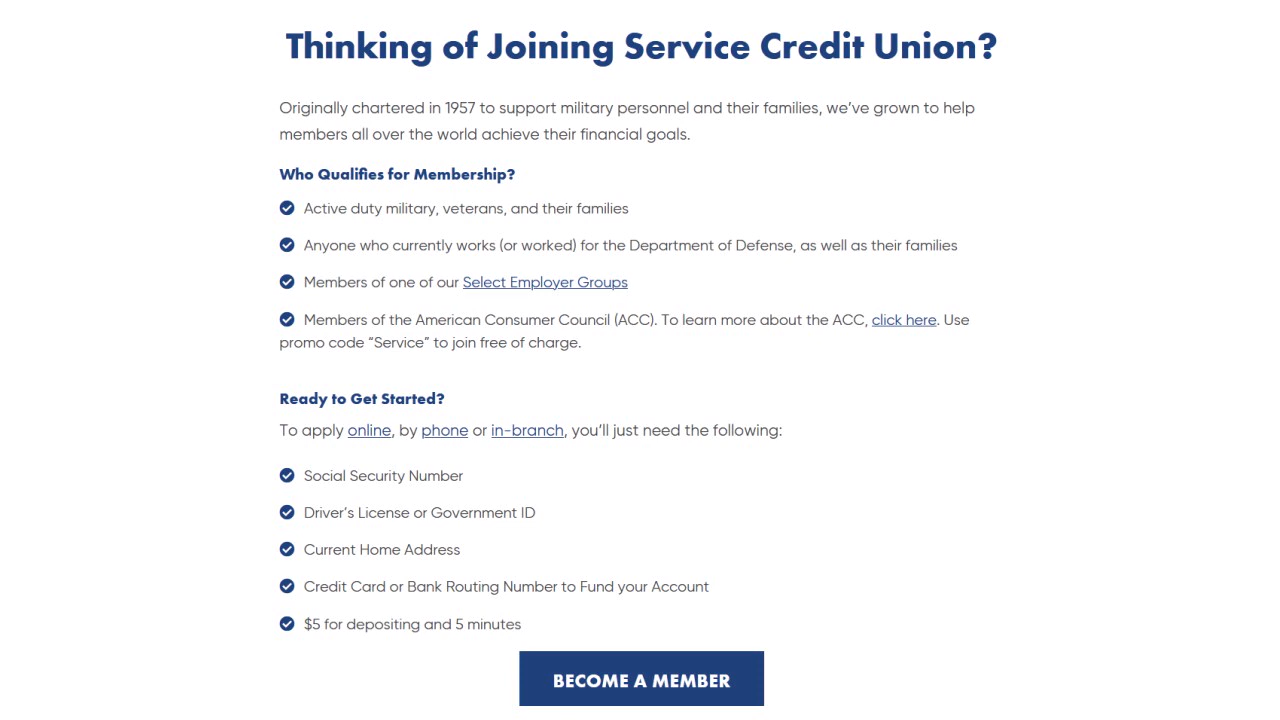 Thinking of Joining Service Credit Union?
Originally chartered in 1957 to support military personnel and their families, we’ve grown to help
members all over the world achieve their financial goals.
Who Qualifies for Membership?
Active duty military, veterans, and their families
Anyone who currently works (or worked) for the Department of Defense, as well as their families
Members of one of our Select Employer Groups
Members of the American Consumer Council (ACC). To learn more about the ACC, click here. Use
promo code “Service” to join free of charge.
Ready to Get Started?
To apply online, by phone or in-branch, you’ll just need the following:
Social Security Number
Driver’s License or Government ID
Current Home Address
Credit Card or Bank Routing Number to Fund your Account
$5 for depositing and 5 minutes
BECOME A MEMBER